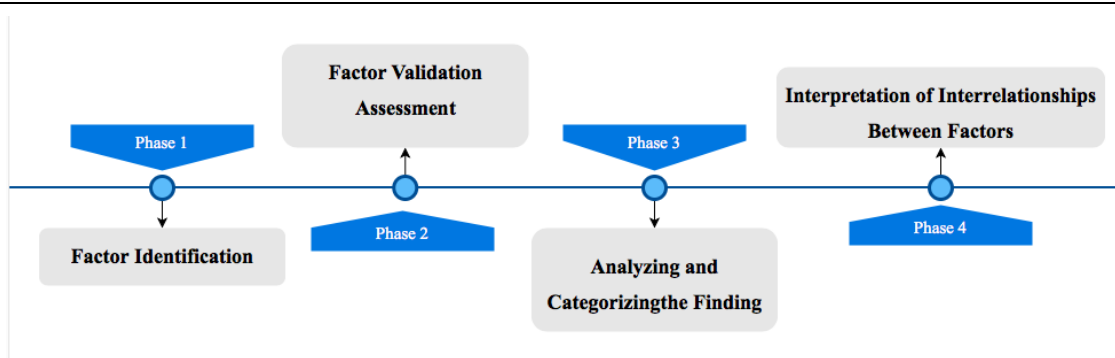 Phase 1
Factor Identification
Factor Validation
Assessment
Phase 2
Phase 3
Analyzing and
Categorizingthe Finding
Interpretation of Interrelationships
Between Factors
Phase 4